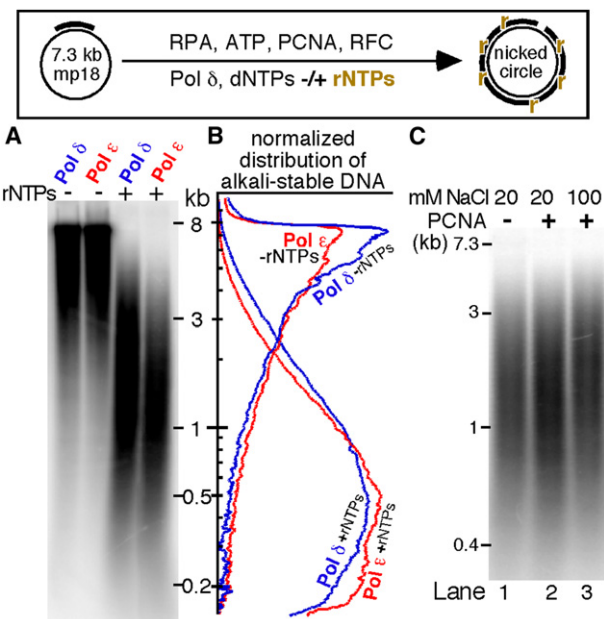 7.3 kb
mp18
RPA, ATP, PCNA, RFC
Pol δ, dNTPs -/+ rNTPs
nicked
circle
r
r
r
r
r
r
A
Pol δ
Pol ε
Pol δ
Pol ε
rNTPs - - + +
B
normalized
distribution of
alkali-stable DNA
kb
8
3
1
0.5
0.2
Pol ε
-rNTPs
Pol δ -rNTPs
Pol δ +rNTPs
Pol ε +rNTPs
C
mM NaCl 20 20 100
PCNA - + +
(kb)
7.3
3
1
0.4
Lane 1 2 3